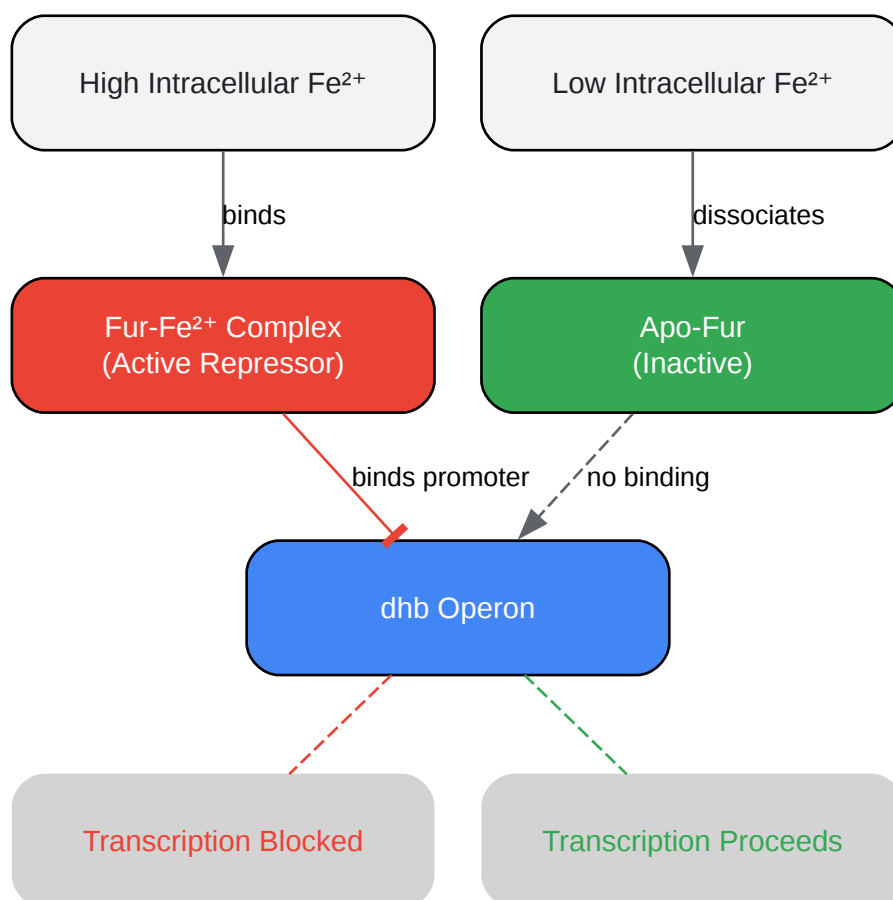 High Intracellular Fe²⁺
Low Intracellular Fe²⁺
binds
dissociates
Fur-Fe²⁺ Complex
(Active Repressor)
Apo-Fur
(Inactive)
binds promoter
no binding
dhb Operon
Transcription Blocked
Transcription Proceeds